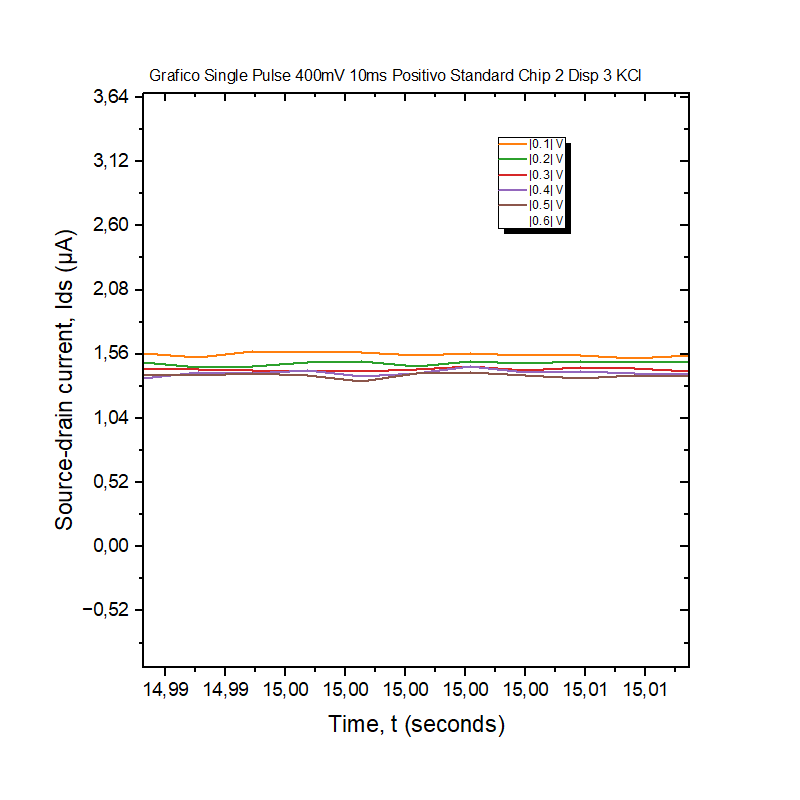 Grafico Single Pulse 400mV 10ms Positivo Standard Chip 2 Disp 3 KCl
3,64
3,12
2,60
2,08
1,56
1,04
0,52
0,00
−0,52
Source-drain current, Ids (µA)
|0.1| V
|0.2| V
|0.3| V
|0.4| V
|0.5| V
|0.6| V
14,99 14,99 15,00 15,00 15,00 15,00 15,00 15,01 15,01
Time, t (seconds)